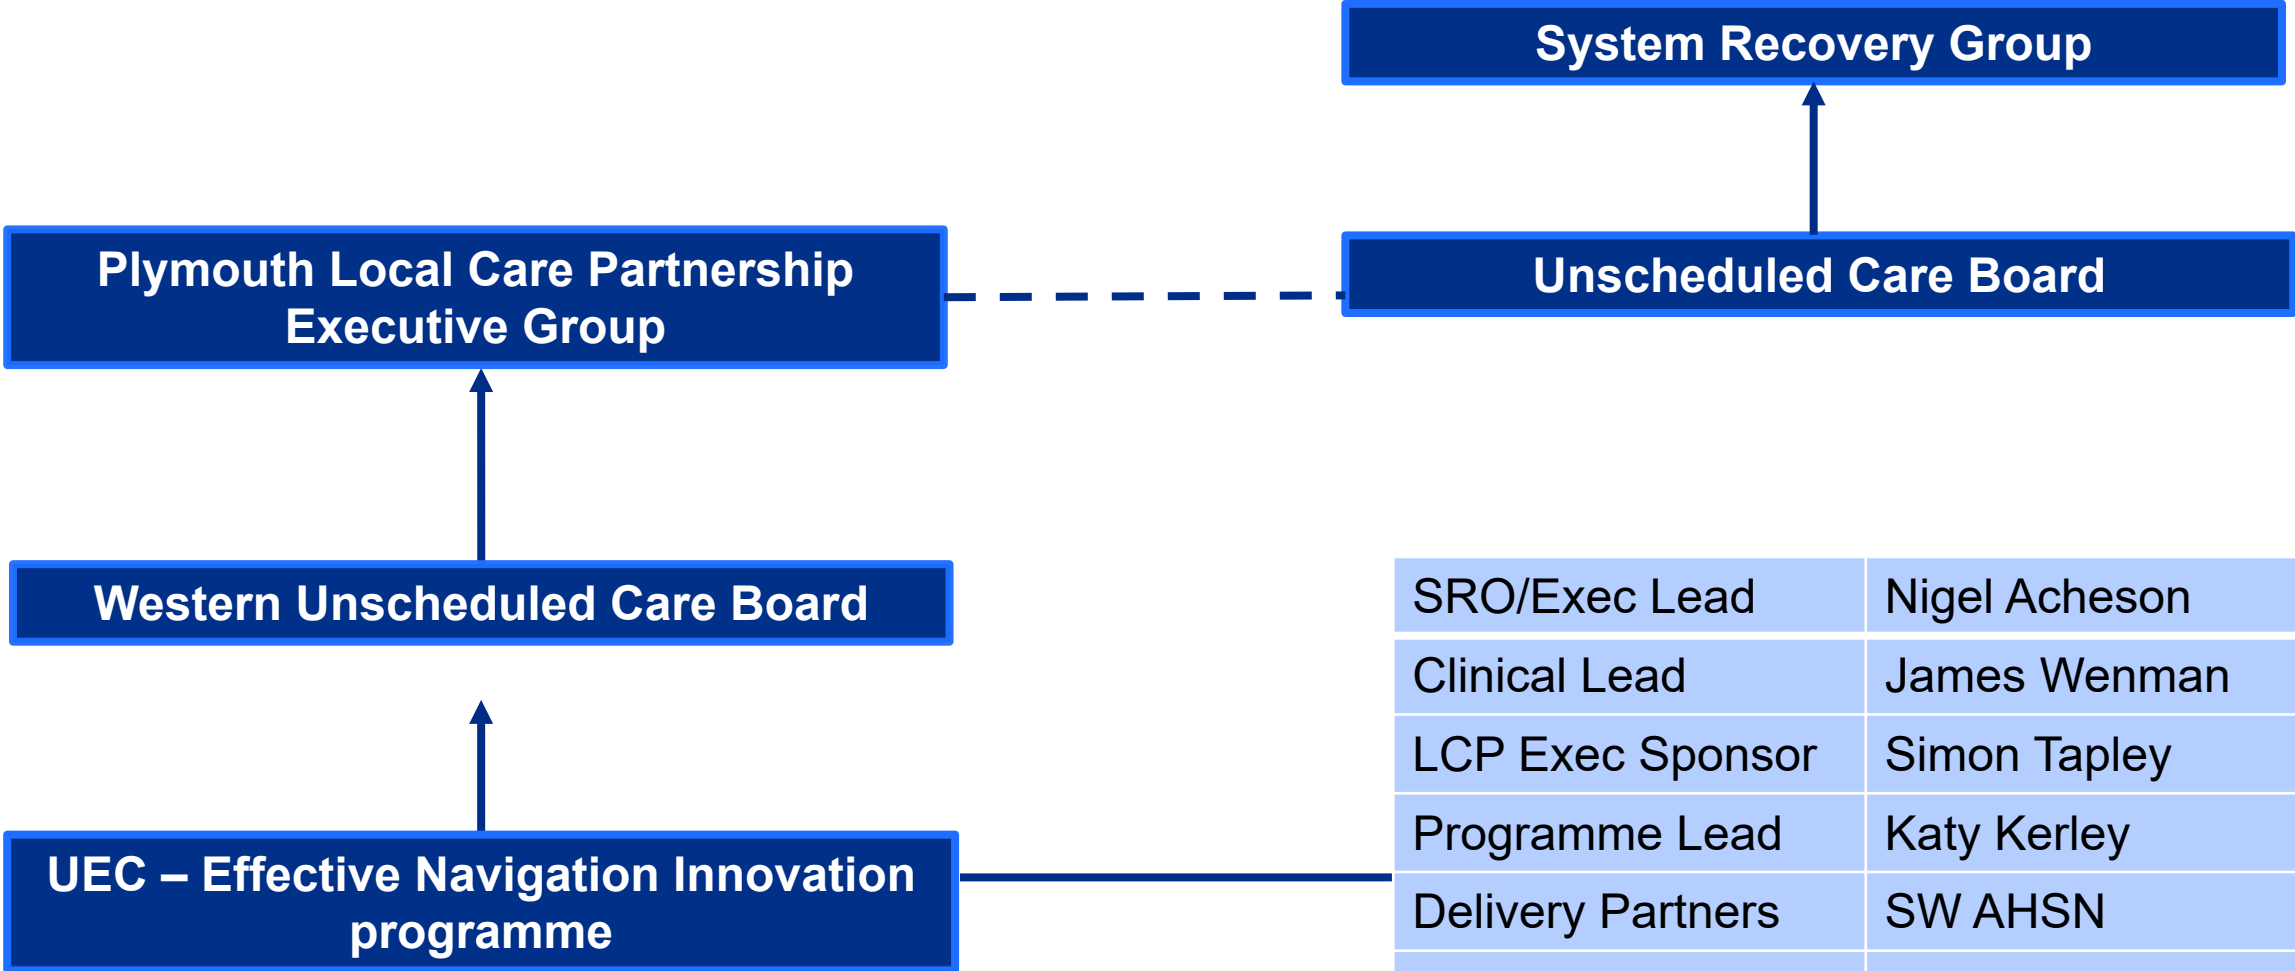 System Recovery Group
Plymouth Local Care Partnership
Executive Group
Unscheduled Care Board
Western Unscheduled Care Board
SRO/Exec Lead Nigel Acheson
Clinical Lead James Wenman
LCP Exec Sponsor Simon Tapley
Programme Lead Katy Kerley
Delivery Partners SW AHSN
UEC – Effective Navigation Innovation
programme